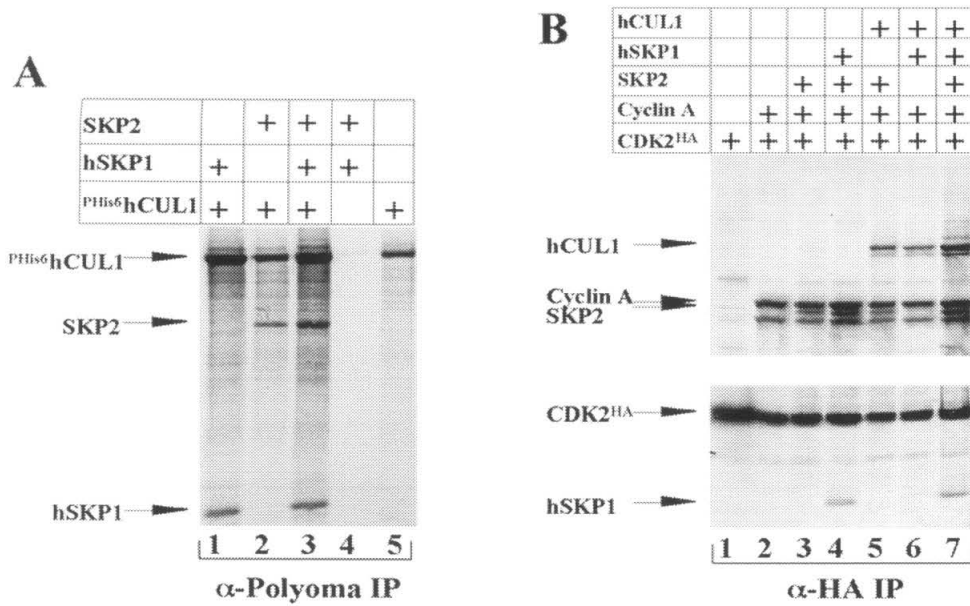 A
SKP2 + + +
hSKP1 + + +
PHis6hCUL1 + + + +
PHis6hCUL1
SKP2
hSKP1
1 2 3 4 5
α-Polyoma IP
B
hCUL1 + + +
hSKP1 + + +
SKP2 + + + +
Cyclin A + + + + + +
CDK2HA + + + + + + +
hCUL1
Cyclin A
SKP2
CDK2HA
hSKP1
1 2 3 4 5 6 7
α-HA IP